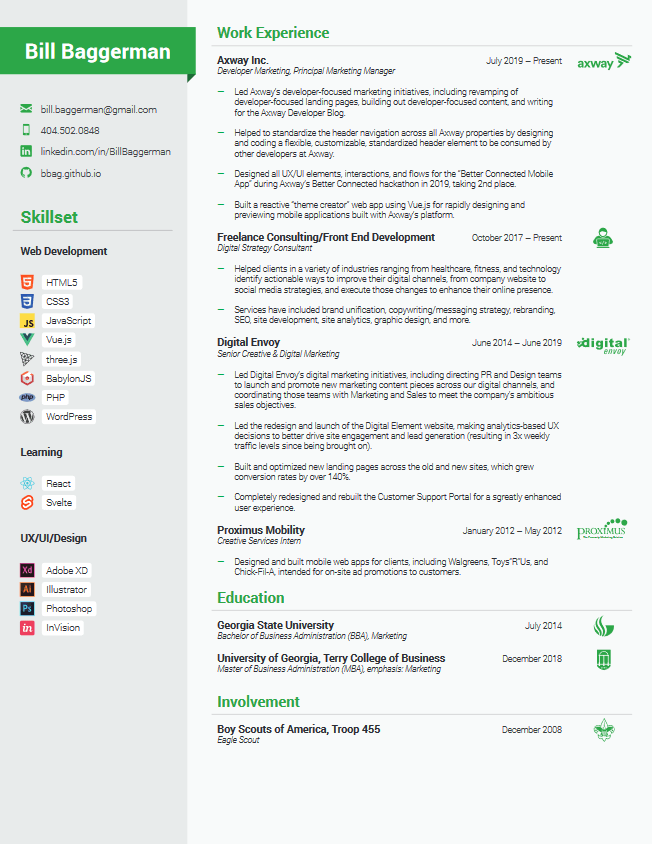 Bill Baggerman
bill.baggerman@gmail.com
404.502.0848
linkedin.com/in/BillBaggerman
bbag.github.io
Skillset
Web Development
HTML5
CSS3
JS JavaScript
Vue.js
three.js
BabylonJS
php PHP
WordPress
Learning
React
Svelte
UX/UI/Design
Xd Adobe XD
Ai Illustrator
Ps Photoshop
in InVision
Work Experience
Axway Inc. July 2019 – Present axway
Developer Marketing, Principal Marketing Manager
– Led Axway's developer-focused marketing initiatives, including revamping of
developer-focused landing pages, building out developer-focused content, and writing
for the Axway Developer Blog.
– Helped to standardize the header navigation across all Axway properties by designing
and coding a flexible, customizable, standardized header element to be consumed by
other developers at Axway.
– Designed all UX/UI elements, interactions, and flows for the "Better Connected Mobile
App" during Axway's Better Connected hackathon in 2019, taking 2nd place.
– Built a reactive "theme creator" web app using Vue.js for rapidly designing and
previewing mobile applications built with Axway's platform.
Freelance Consulting/Front End Development October 2017 – Present
Digital Strategy Consultant
– Helped clients in a variety of industries ranging from healthcare, fitness, and technology
identify actionable ways to improve their digital channels, from company website to
social media strategies, and execute those changes to enhance their online presence.
– Services have included brand unification, copywriting/messaging strategy, rebranding,
SEO, site development, site analytics, graphic design, and more.
Digital Envoy June 2014 – June 2019 digital
envoy
Senior Creative & Digital Marketing
– Led Digital Envoy's digital marketing initiatives, including directing PR and Design teams
to launch and promote new marketing content pieces across our digital channels, and
coordinating those teams with Marketing and Sales to meet the company's ambitious
sales objectives.
– Led the redesign and launch of the Digital Element website, making analytics-based UX
decisions to better drive site engagement and lead generation (resulting in 3x weekly
traffic levels since being brought on).
– Built and optimized new landing pages across the old and new sites, which grew
conversion rates by over 140%.
– Completely redesigned and rebuilt the Customer Support Portal for a sgreatly enhanced
user experience.
Proximus Mobility January 2012 – May 2012 PROXIMUS
Creative Services Intern
– Designed and built mobile web apps for clients, including Walgreens, Toys"R"Us, and
Chick-Fil-A, intended for on-site ad promotions to customers.
Education
Georgia State University July 2014
Bachelor of Business Administration (BBA), Marketing
University of Georgia, Terry College of Business December 2018
Master of Business Administration (MBA), emphasis: Marketing
Involvement
Boy Scouts of America, Troop 455 December 2008
Eagle Scout